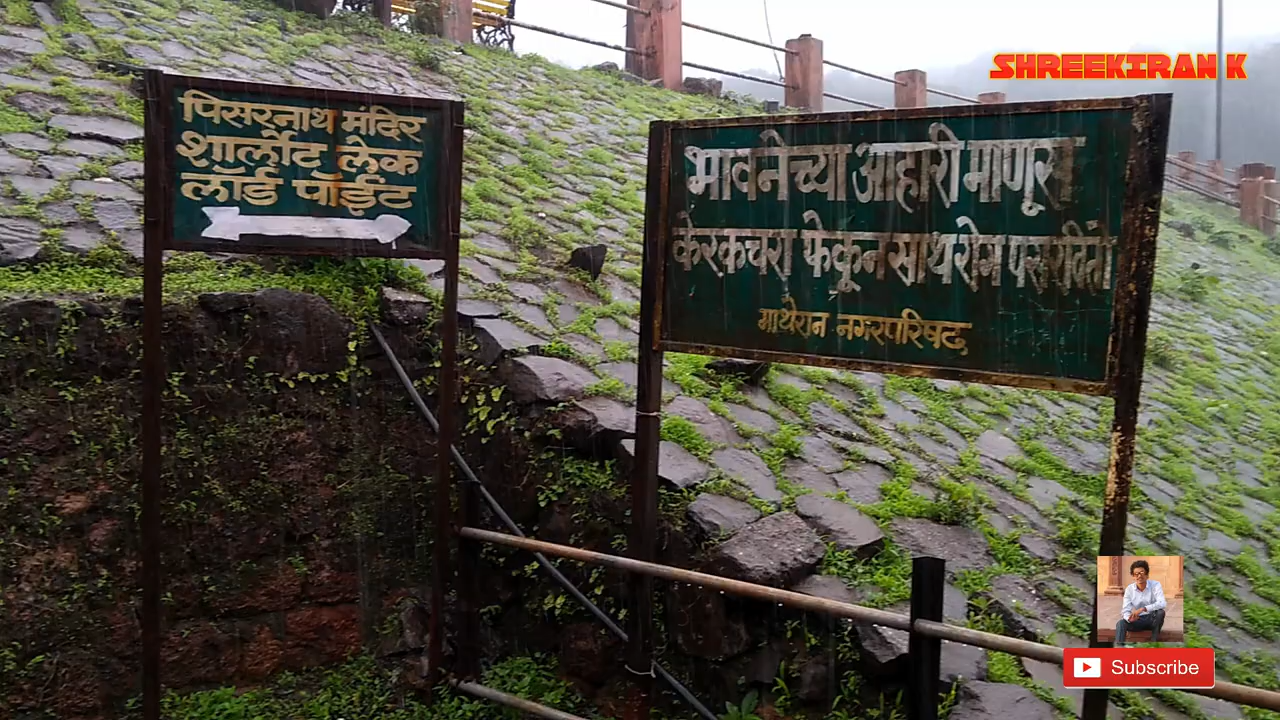 पिसरनाथ मंदिर
शार्लोट लेक
लॉर्ड पॉईंट
भावनेच्या आहारी माणूस
केरकचरा फेकून साथरोग पसरवितो
माथेरान नगरपरिषद
SHREEKIRAN K
Subscribe